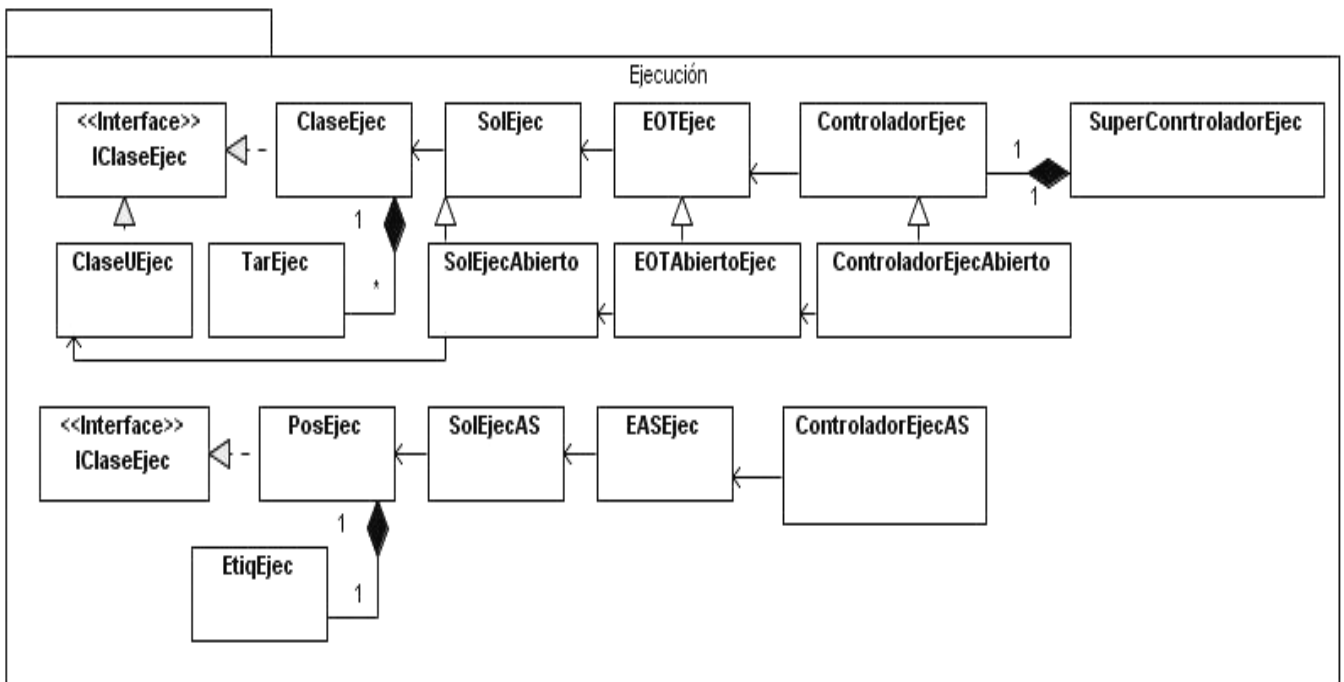 Ejecución
<<Interface>>
IClaseEjec
ClaseEjec
SolEjec
EOTEjec
ControladorEjec
SuperConrtroladorEjec
1
1
1
*
ClaseUEjec
TarEjec
SolEjecAbierto
EOTAbiertoEjec
ControladorEjecAbierto
<<Interface>>
IClaseEjec
PosEjec
SolEjecAS
EASEjec
ControladorEjecAS
1
1
EtiqEjec